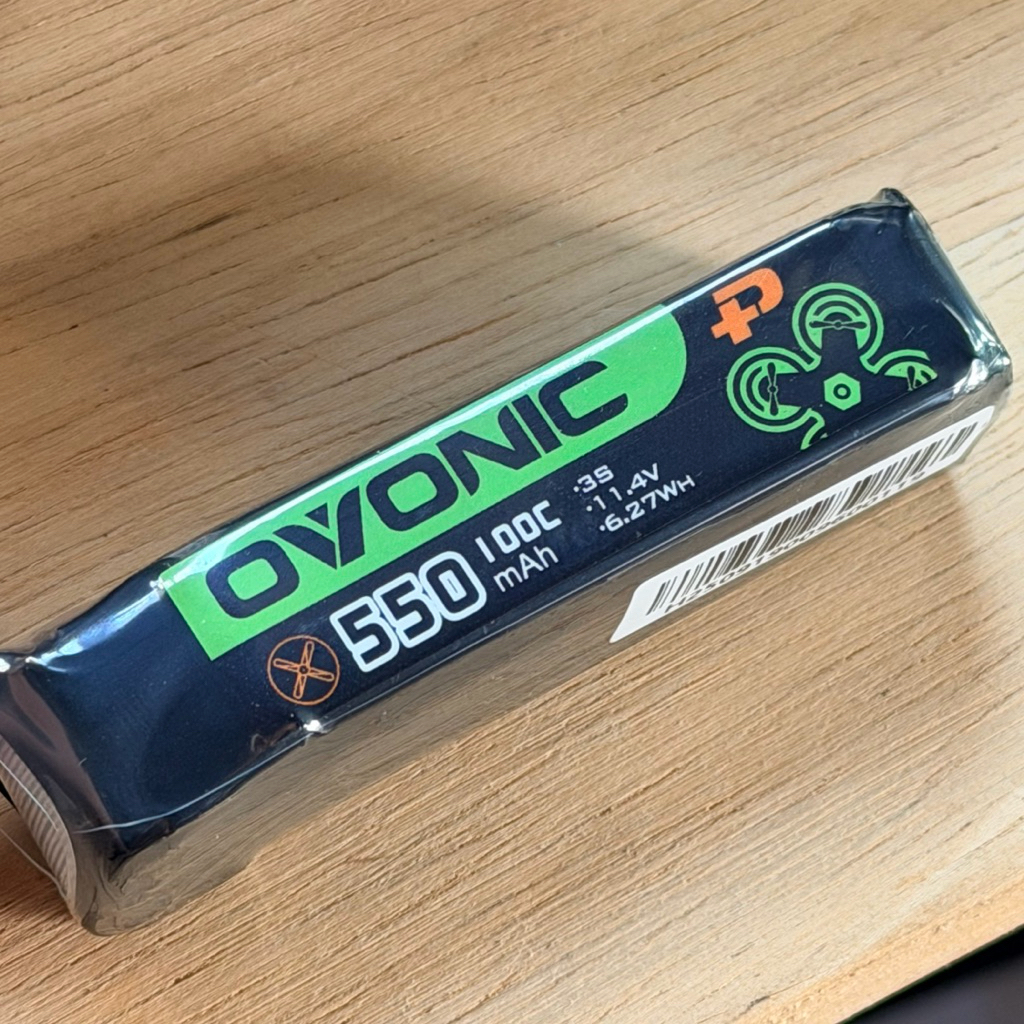 OVONIC
550
100C
mAh
·3S
·11.4V
·6.27WH